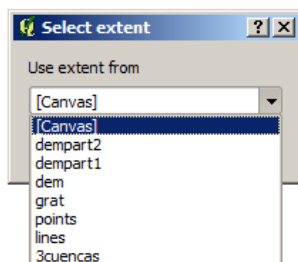 Select extent
Use extent from
[Canvas]
[Canvas]
dempart2
dempart1
dem
grat
points
lines
3cuencas